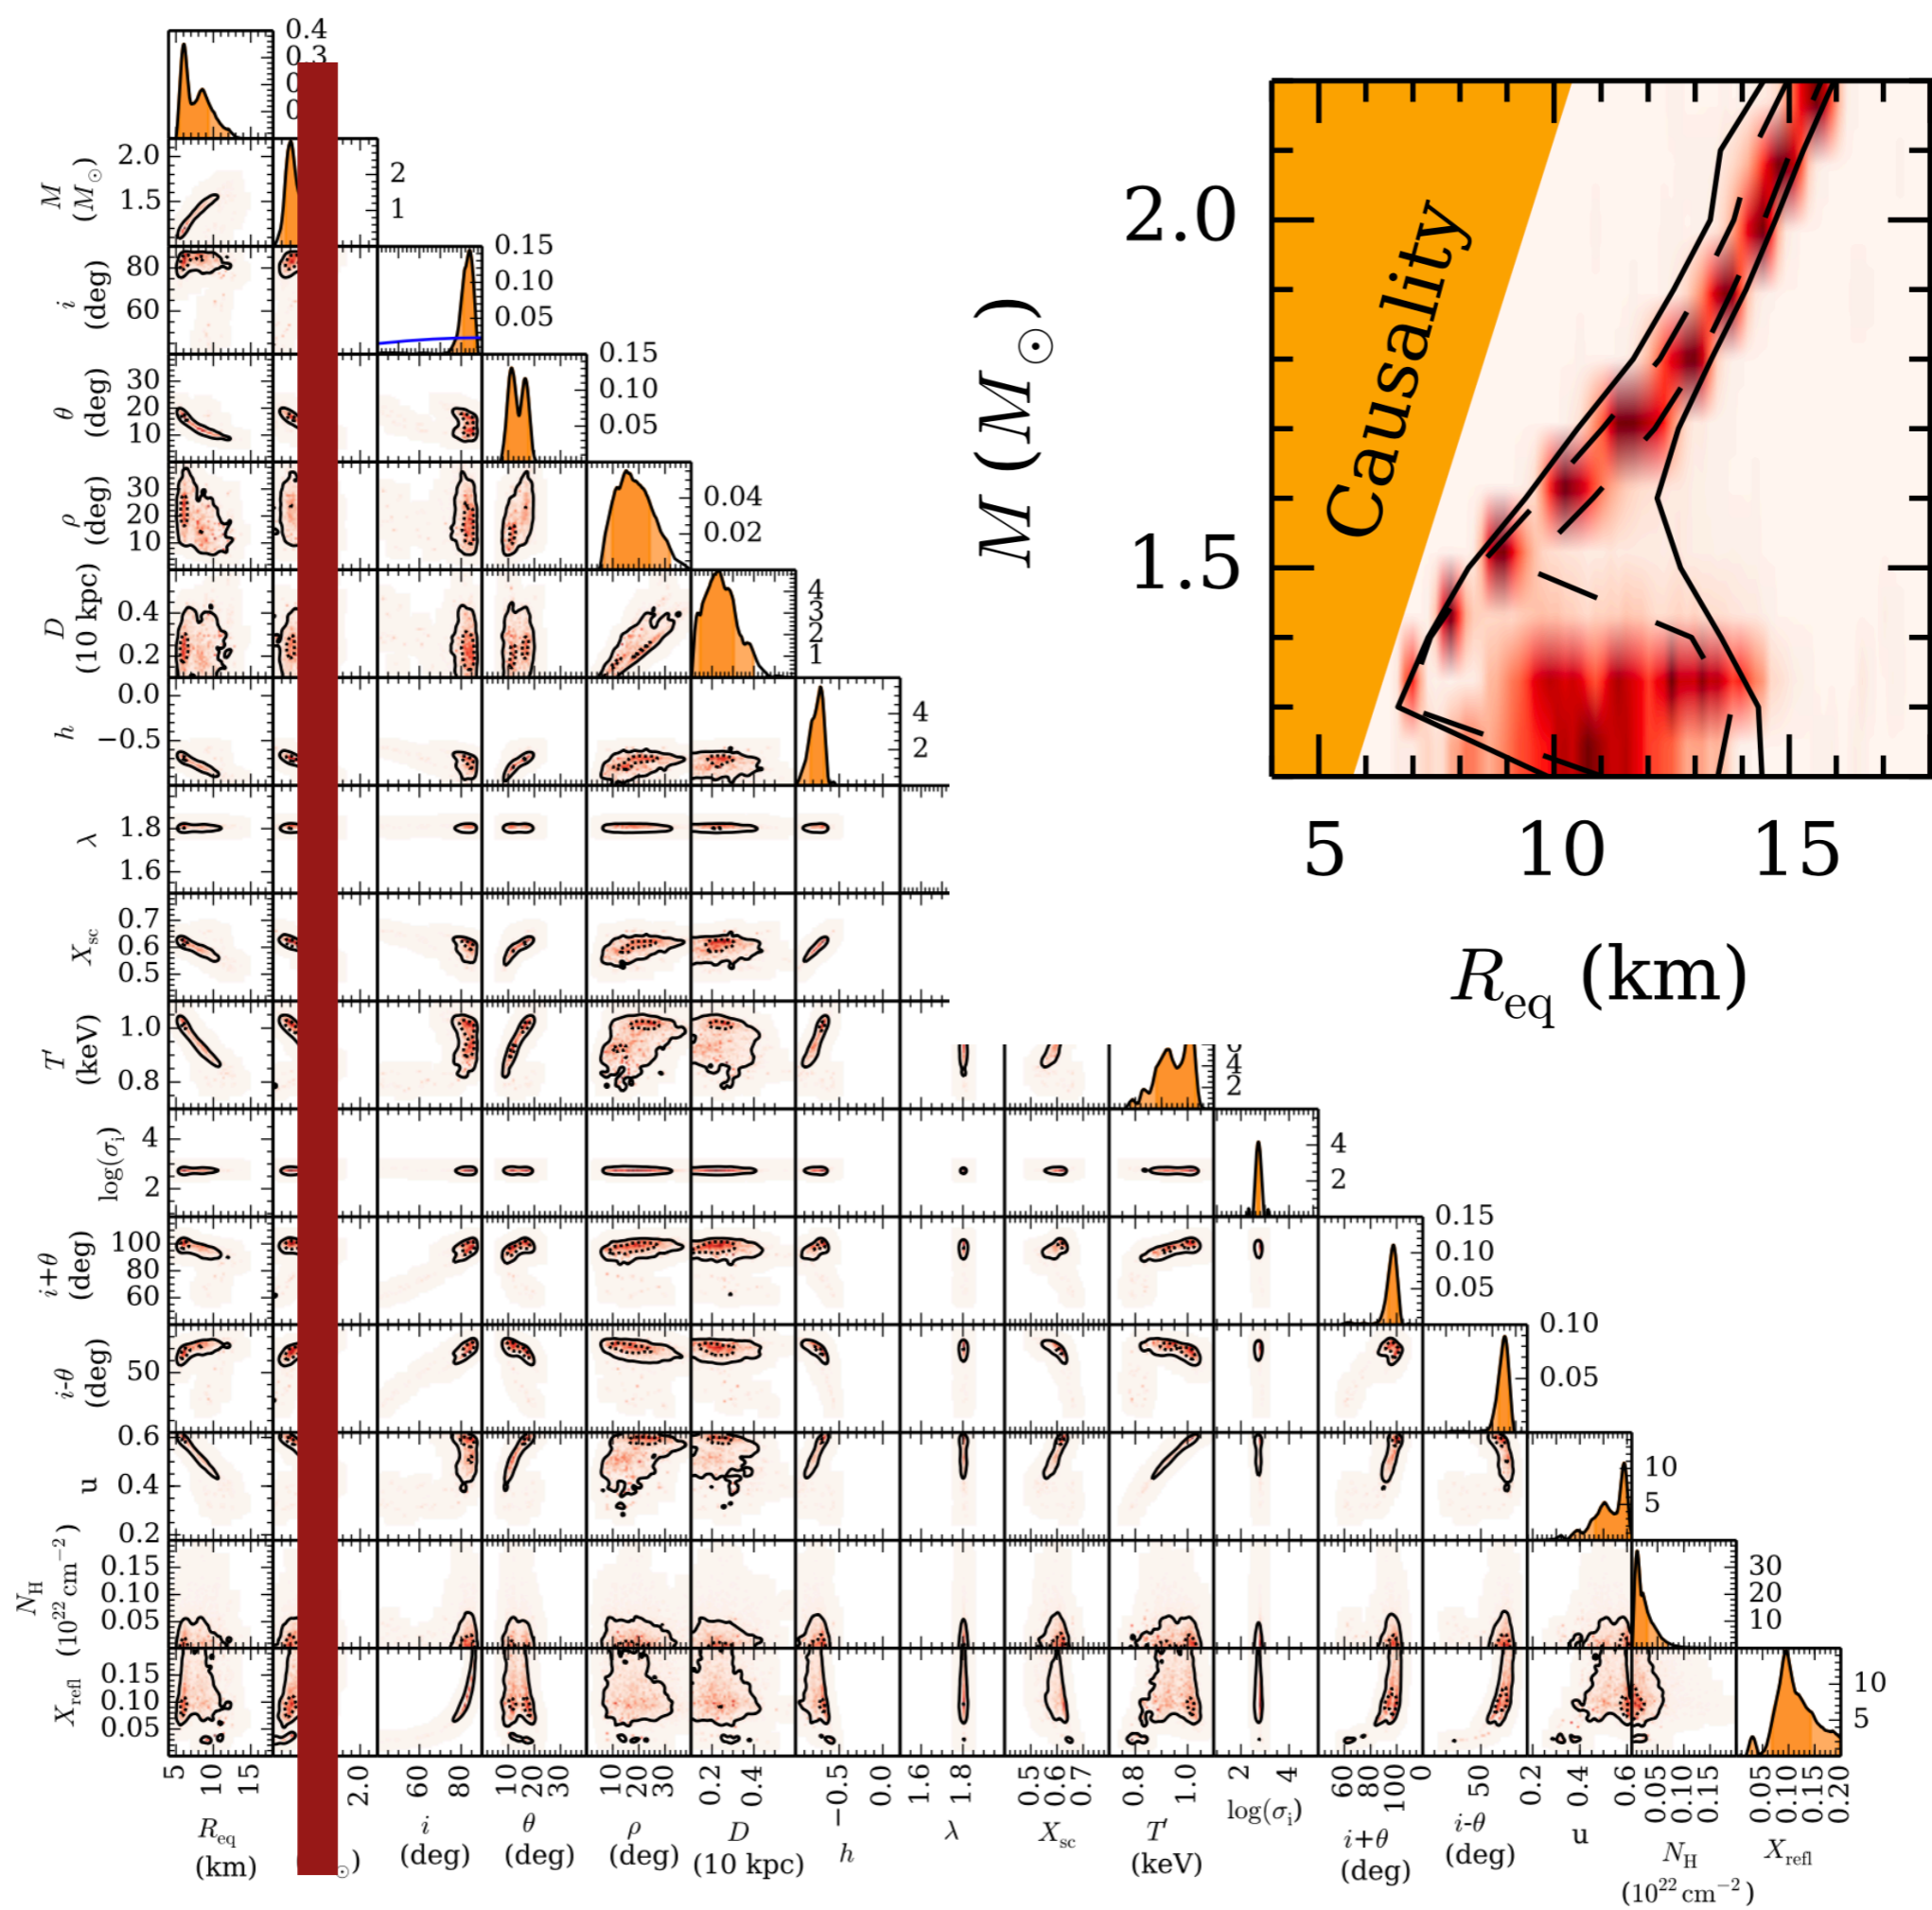 0.4
0.3
M
(M☉)
2.0
1.5
2
1
i
(deg)
80
60
0.15
0.10
0.05
θ
(deg)
30
20
10
0.15
0.10
0.05
ρ
(deg)
30
20
10
0.04
0.02
D
(10 kpc)
0.4
0.2
4
3
2
1
h
0.0
−0.5
4
2
λ
1.8
1.6
Xsc
0.7
0.6
0.5
T′
(keV)
1.0
0.8
4
2
log(σi)
4
2
4
2
i+θ
(deg)
100
80
60
0.15
0.10
0.05
i-θ
(deg)
50
0.10
0.05
u
0.6
0.4
0.2
10
5
NH
(10²² cm⁻²)
0.15
0.10
0.05
30
20
10
Xrefl
0.15
0.10
0.05
10
5
5 10 15 2.0 60 80 10 20 30 10 20 30 0.2 0.4 −0.5 0.0 1.6 1.8 0.5 0.6 0.7 0.8 1.0 2 4 60 80 100 0 50 0.2 0.4 0.6 0.05 0.10 0.15 0.05 0.10 0.15 0.20
Req
(km)
☉)
i
(deg)
θ
(deg)
ρ
(deg)
D
(10 kpc)
h
λ
Xsc
T′
(keV)
log(σi)
i+θ
(deg)
i-θ
(deg)
u
NH
(10²² cm⁻²)
Xrefl
M (M☉)
2.0
1.5
Causality
5 10 15
Req (km)